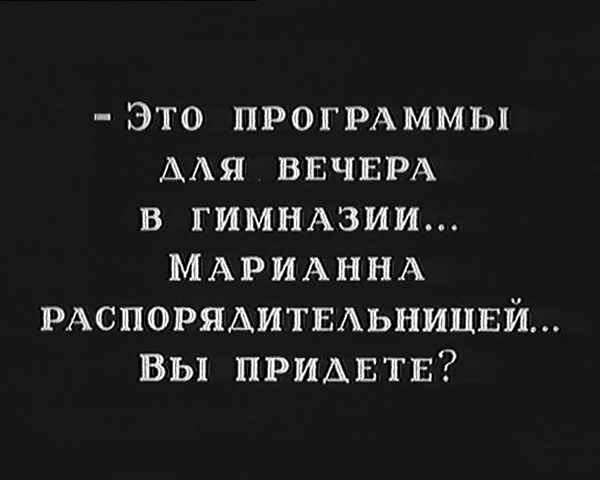 - Это программы
для вечера
в гимназии...
Марианна
распорядительницей...
Вы придете?